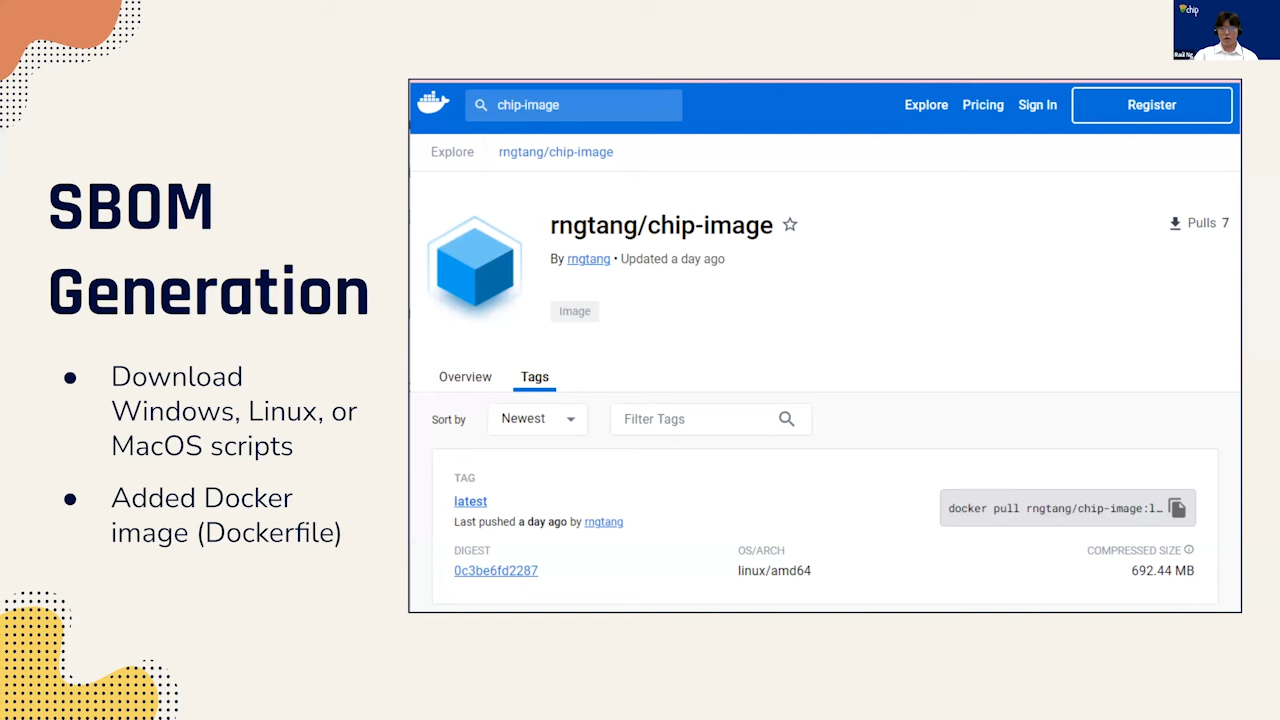 chip
Raúl Ng
SBOM
Generation
● Download
Windows, Linux, or
MacOS scripts
● Added Docker
image (Dockerfile)
chip-image
Explore Pricing Sign In Register
Explore rngtang/chip-image
rngtang/chip-image
Pulls 7
By rngtang • Updated a day ago
Image
Overview Tags
Sort by Newest Filter Tags
TAG
latest
Last pushed a day ago by rngtang
docker pull rngtang/chip-image:l…
DIGEST OS/ARCH COMPRESSED SIZE
0c3be6fd2287 linux/amd64 692.44 MB